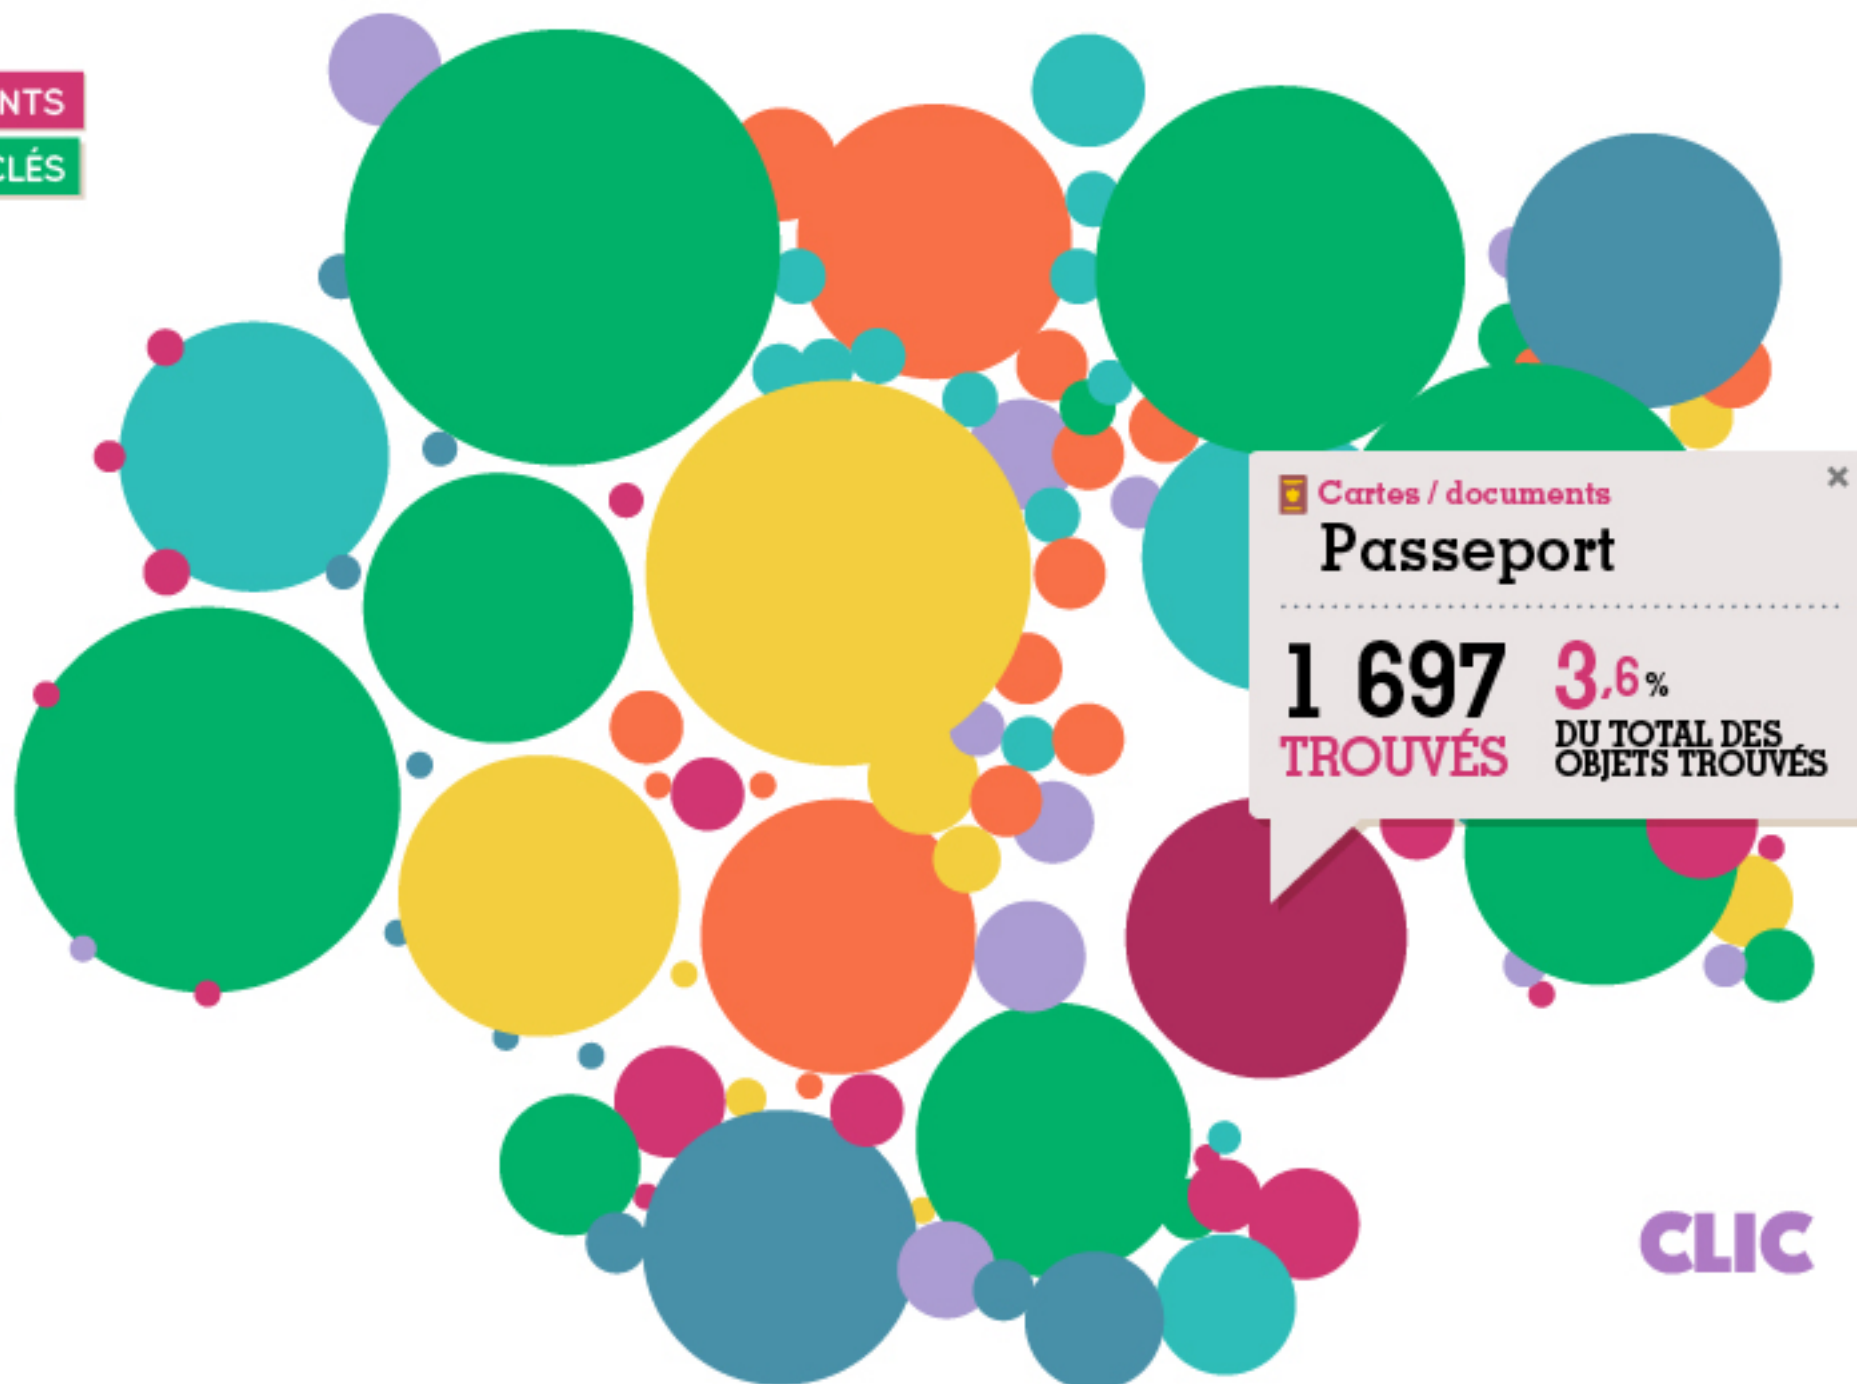 NTS
CLÉS
Cartes / documents
Passeport
1 697
TROUVÉS
3,6 %
DU TOTAL DES
OBJETS TROUVÉS
CLIC